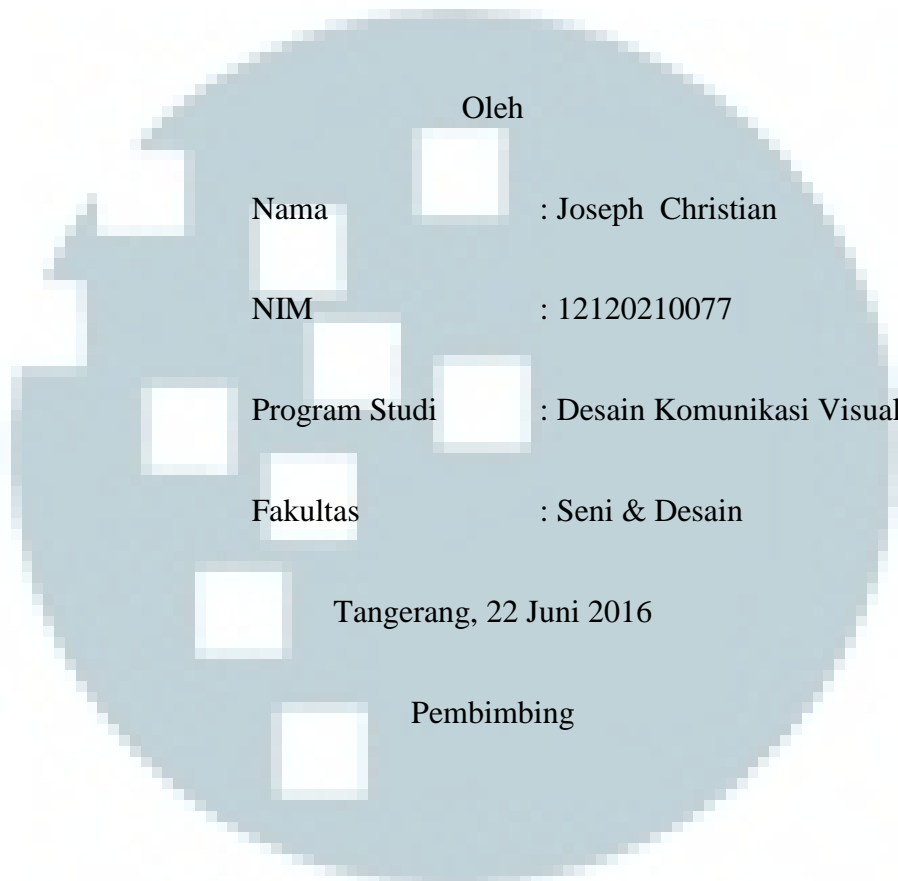 Oleh
Nama : Joseph Christian
NIM : 12120210077
Program Studi : Desain Komunikasi Visual
Fakultas : Seni & Desain
Tangerang, 22 Juni 2016
Pembimbing